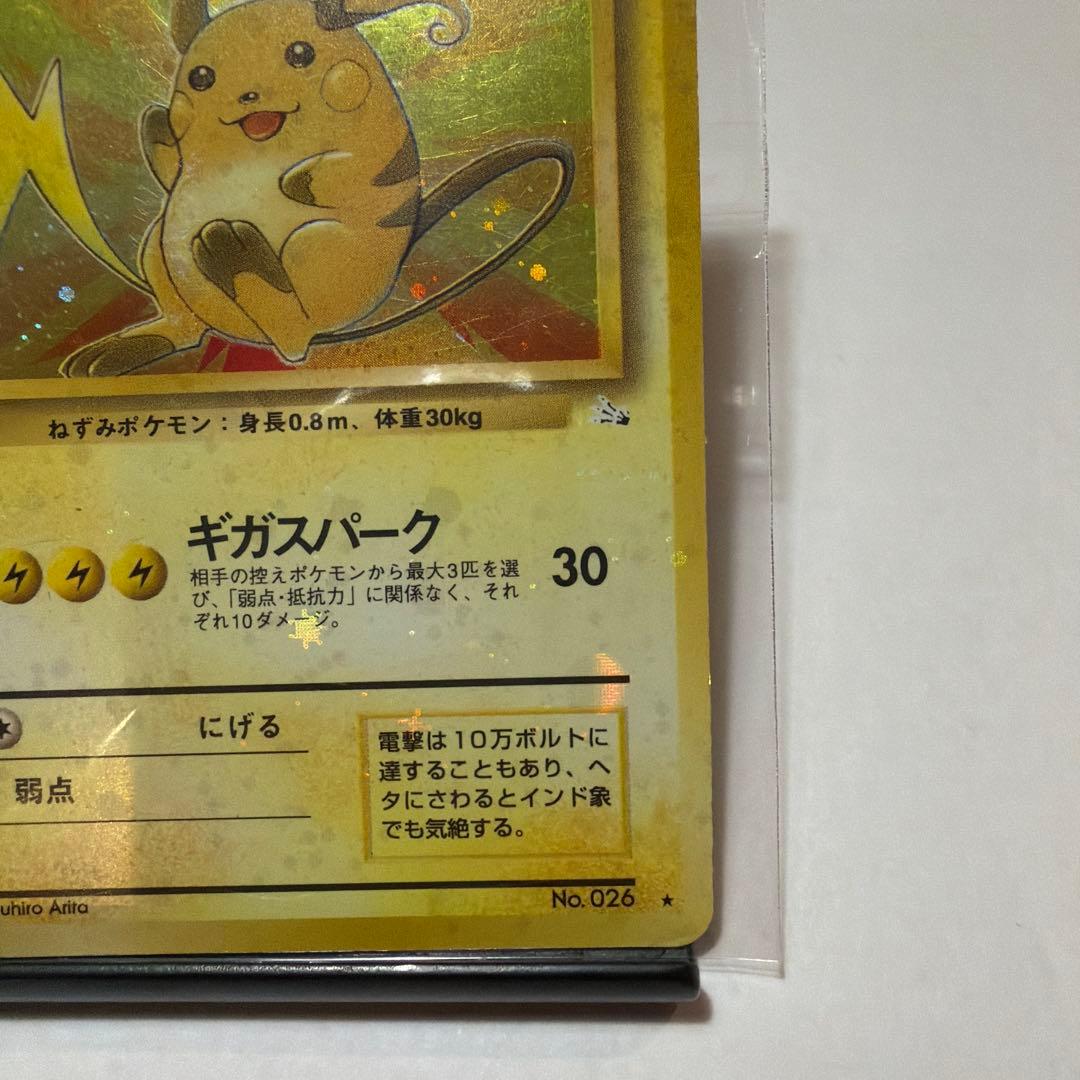 ねずみポケモン：身長0.8m、体重30kg
ギガスパーク
30
相手の控えポケモンから最大3匹を選
び、「弱点・抵抗力」に関係なく、それ
ぞれ10ダメージ。
にげる
弱点
電撃は10万ボルトに
達することもあり、ヘ
タにさわるとインド象
でも気絶する。
uhiro Arita
No. 026 ★